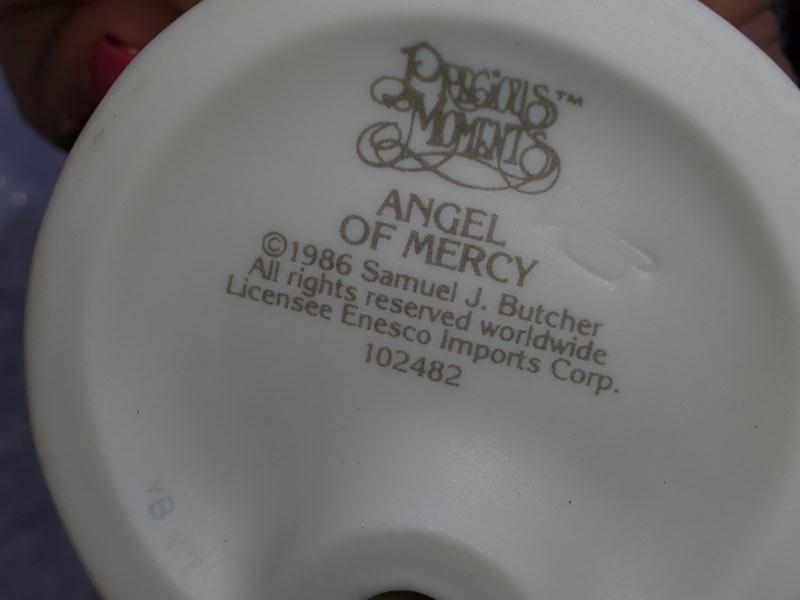 Precious™
Moments
ANGEL
OF MERCY
©1986 Samuel J. Butcher
All rights reserved worldwide
Licensee Enesco Imports Corp.
102482